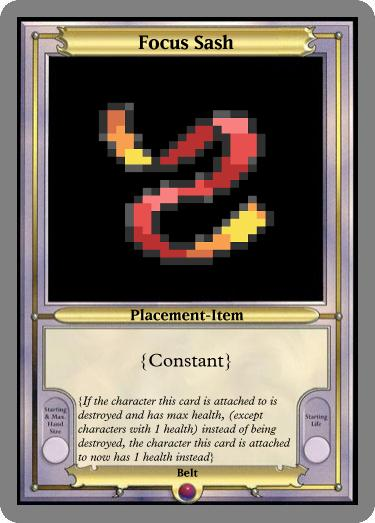 Focus Sash
Placement-Item
{Constant}
{If the character this card is attached to is
destroyed and has max health, (except
characters with 1 health) instead of being
destroyed, the character this card is attached
to now has 1 health instead}
Starting
& Max.
Hand
Size
Starting
Life
Belt